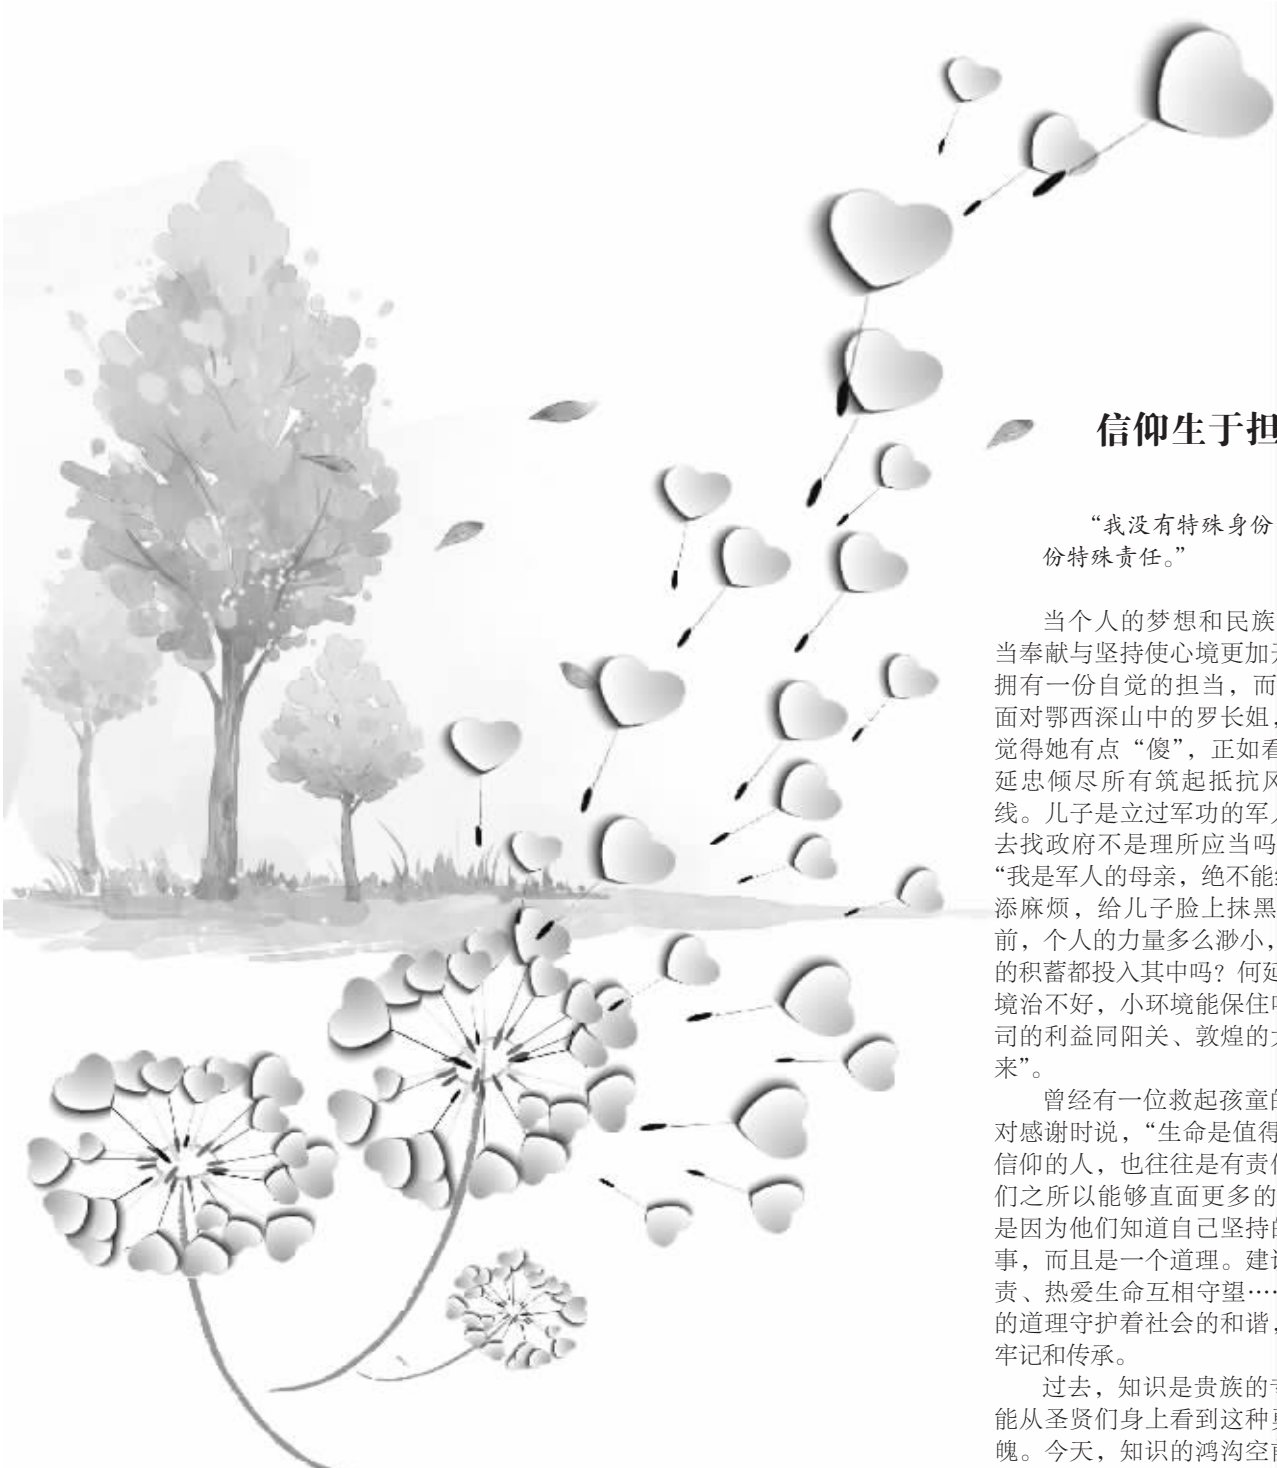 信仰生于担
“我没有特殊身份
份特殊责任。”
当个人的梦想和民族
当奉献与坚持使心境更加
拥有一份自觉的担当，而
面对鄂西深山中的罗长姐，
觉得她有点“傻”，正如看
延忠倾尽所有筑起抵抗风
线。儿子是立过军功的军人
去找政府不是理所应当吗
“我是军人的母亲，绝不能
添麻烦，给儿子脸上抹黑
前，个人的力量多么渺小，
的积蓄都投入其中吗？何延
境治不好，小环境能保住
司的利益同阳关、敦煌的
来”。
曾经有一位救起孩童的
对感谢时说，“生命是值得
信仰的人，也往往是有责任
们之所以能够直面更多的
是因为他们知道自己坚持的
事，而且是一个道理。建
责、热爱生命互相守望……
的道理守护着社会的和谐，
牢记和传承。
过去，知识是贵族的
能从圣贤们身上看到这种
魄。今天，知识的鸿沟空前